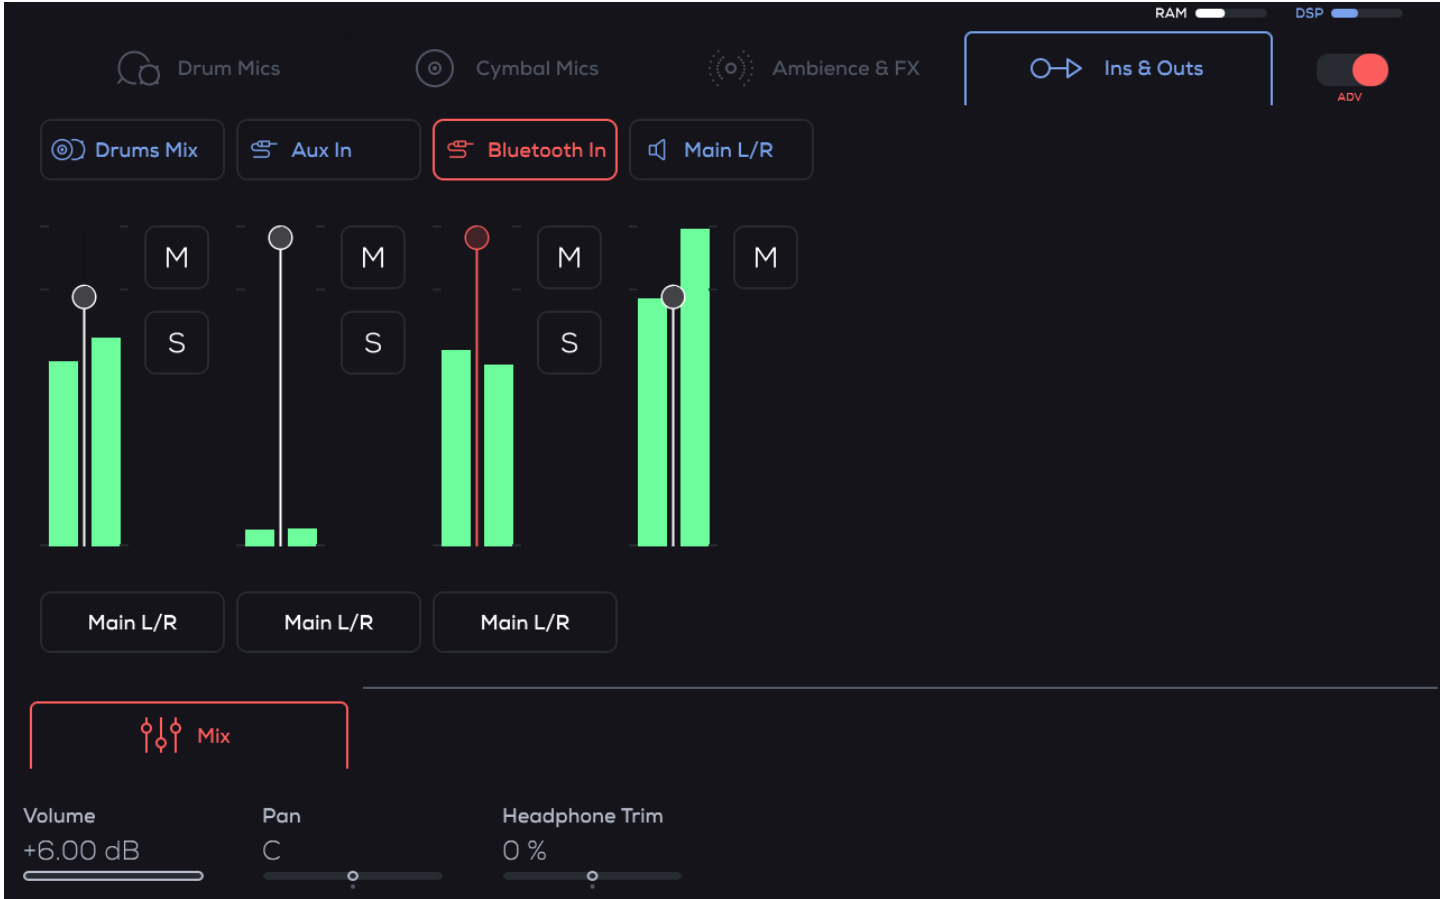 RAM DSP
Drum Mics Cymbal Mics Ambience & FX Ins & Outs
ADV
Drums Mix Aux In Bluetooth In Main L/R
M M M M
S S S
Main L/R Main L/R Main L/R
Mix
Volume Pan Headphone Trim
+6.00 dB C 0 %